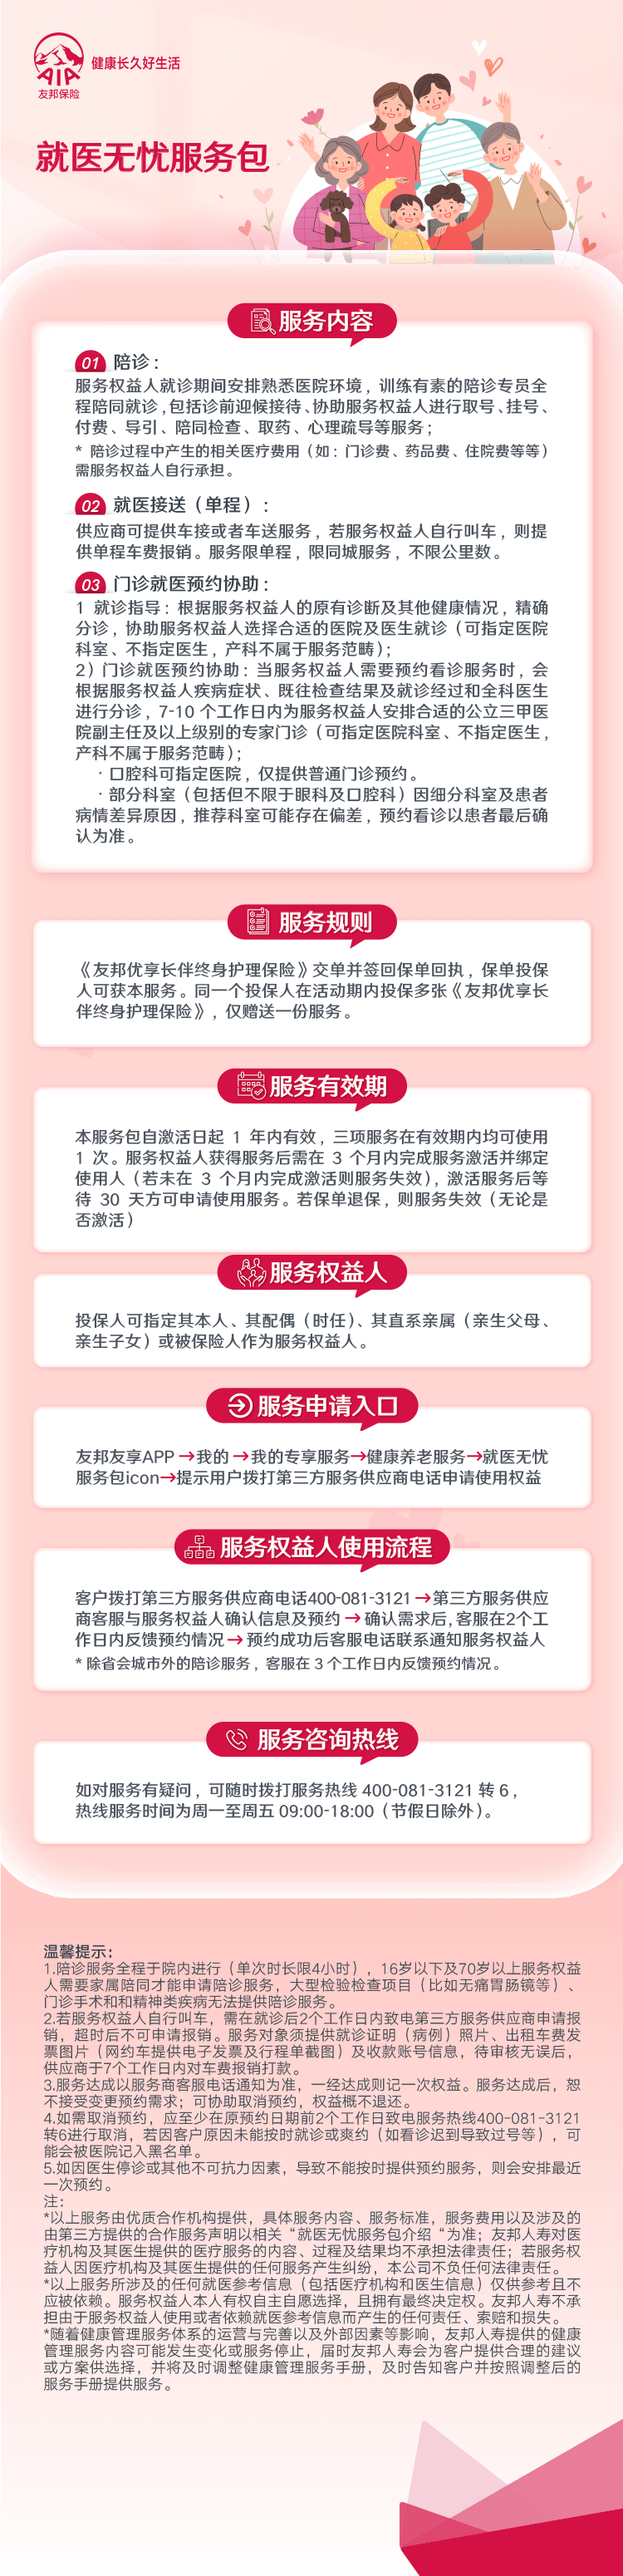 AIA
友邦保险
健康长久好生活
就医无忧服务包
服务内容
01 陪诊：
服务权益人就诊期间安排熟悉医院环境，训练有素的陪诊专员全
程陪同就诊，包括诊前迎候接待、协助服务权益人进行取号、挂号、
付费、导引、陪同检查、取药、心理疏导等服务；
* 陪诊过程中产生的相关医疗费用（如：门诊费、药品费、住院费等等）
需服务权益人自行承担。
02 就医接送（单程）：
供应商可提供车接或者车送服务，若服务权益人自行叫车，则提
供单程车费报销。服务限单程，限同城服务，不限公里数。
03 门诊就医预约协助：
1 就诊指导：根据服务权益人的原有诊断及其他健康情况，精确
分诊，协助服务权益人选择合适的医院及医生就诊（可指定医院
科室、不指定医生，产科不属于服务范畴）；
2）门诊就医预约协助：当服务权益人需要预约看诊服务时，会
根据服务权益人疾病症状、既往检查结果及就诊经过和全科医生
进行分诊，7-10 个工作日内为服务权益人安排合适的公立三甲医
院副主任及以上级别的专家门诊（可指定医院科室、不指定医生，
产科不属于服务范畴）；
· 口腔科可指定医院，仅提供普通门诊预约。
· 部分科室（包括但不限于眼科及口腔科）因细分科室及患者
病情差异原因，推荐科室可能存在偏差，预约看诊以患者最后确
认为准。
服务规则
《友邦优享长伴终身护理保险》交单并签回保单回执，保单投保
人可获本服务。同一个投保人在活动期内投保多张《友邦优享长
伴终身护理保险》，仅赠送一份服务。
服务有效期
本服务包自激活日起 1 年内有效，三项服务在有效期内均可使用
1 次。服务权益人获得服务后需在 3 个月内完成服务激活并绑定
使用人（若未在 3 个月内完成激活则服务失效），激活服务后等
待 30 天方可申请使用服务。若保单退保，则服务失效（无论是
否激活）
服务权益人
投保人可指定其本人、其配偶（时任）、其直系亲属（亲生父母、
亲生子女）或被保险人作为服务权益人。
服务申请入口
友邦友享APP →我的 →我的专享服务→健康养老服务→就医无忧
服务包icon→提示用户拨打第三方服务供应商电话申请使用权益
服务权益人使用流程
客户拨打第三方服务供应商电话400-081-3121 →第三方服务供应
商客服与服务权益人确认信息及预约 → 确认需求后，客服在2个工
作日内反馈预约情况 → 预约成功后客服电话联系通知服务权益人
* 除省会城市外的陪诊服务，客服在 3 个工作日内反馈预约情况。
服务咨询热线
如对服务有疑问，可随时拨打服务热线 400-081-3121 转 6，
热线服务时间为周一至周五 09:00-18:00（节假日除外）。
温馨提示：
1.陪诊服务全程于院内进行（单次时长限4小时），16岁以下及70岁以上服务权益
人需要家属陪同才能申请陪诊服务，大型检验检查项目（比如无痛胃肠镜等）、
门诊手术和和精神类疾病无法提供陪诊服务。
2.若服务权益人自行叫车，需在就诊后2个工作日内致电第三方服务供应商申请报
销，超时后不可申请报销。服务对象须提供就诊证明（病例）照片、出租车费发
票图片（网约车提供电子发票及行程单截图）及收款账号信息，待审核无误后，
供应商于7个工作日内对车费报销打款。
3.服务达成以服务商客服电话通知为准，一经达成则记一次权益。服务达成后，恕
不接受变更预约需求；可协助取消预约，权益概不退还。
4.如需取消预约，应至少在原预约日期前2个工作日致电服务热线400-081-3121
转6进行取消，若因客户原因未能按时就诊或爽约（如看诊迟到导致过号等），可
能会被医院记入黑名单。
5.如因医生停诊或其他不可抗力因素，导致不能按时提供预约服务，则会安排最近
一次预约。
注：
*以上服务由优质合作机构提供，具体服务内容、服务标准，服务费用以及涉及的
由第三方提供的合作服务声明以相关“就医无忧服务包介绍“为准；友邦人寿对医
疗机构及其医生提供的医疗服务的内容、过程及结果均不承担法律责任；若服务权
益人因医疗机构及其医生提供的任何服务产生纠纷，本公司不负任何法律责任。
*以上服务所涉及的任何就医参考信息（包括医疗机构和医生信息）仅供参考且不
应被依赖。服务权益人本人有权自主自愿选择，且拥有最终决定权。友邦人寿不承
担由于服务权益人使用或者依赖就医参考信息而产生的任何责任、索赔和损失。
*随着健康管理服务体系的运营与完善以及外部因素等影响，友邦人寿提供的健康
管理服务内容可能发生变化或服务停止，届时友邦人寿会为客户提供合理的建议
或方案供选择，并将及时调整健康管理服务手册，及时告知客户并按照调整后的
服务手册提供服务。